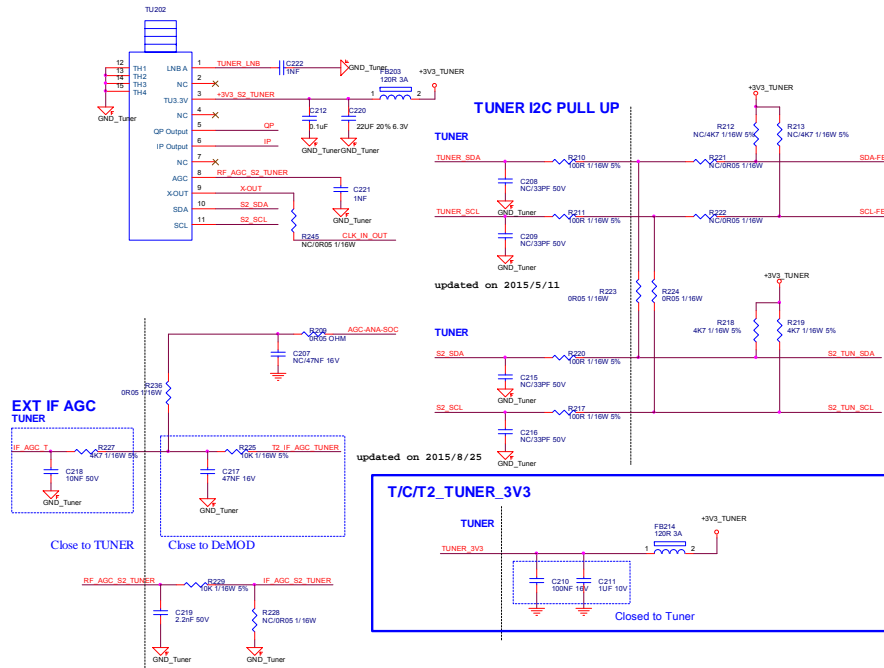 TU202
12 TH1
13 TH2
14 TH3
15 TH4
GND_Tuner
LNB A 1 TUNER_LNB
C222
1NF
GND_Tuner
NC 2
TU3.3V 3 +3V3_S2_TUNER
FB203
120R 3A
1 2
+3V3_TUNER
NC 4
C212
0.1uF
GND_Tuner
C220
22UF 20% 6.3V
GND_Tuner
QP Output 5 QP
IP Output 6 IP
NC 7
AGC 8 RF_AGC_S2_TUNER
C221
1NF
GND_Tuner
X-OUT 9 X-OUT
SDA 10 S2_SDA
SCL 11 S2_SCL
R245
NC/0R05 1/16W
CLK_IN_OUT
TUNER I2C PULL UP
TUNER
+3V3_TUNER
R212
NC/4K7 1/16W 5%
R213
NC/4K7 1/16W 5%
TUNER_SDA
R210
100R 1/16W 5%
R221
NC/0R05 1/16W
SDA-FE
C208
NC/33PF 50V
GND_Tuner
TUNER_SCL
R211
100R 1/16W 5%
R222
NC/0R05 1/16W
SCL-FE
C209
NC/33PF 50V
GND_Tuner
updated on 2015/5/11
R223
0R05 1/16W
R224
0R05 1/16W
+3V3_TUNER
R218
4K7 1/16W 5%
R219
4K7 1/16W 5%
TUNER
S2_SDA
R220
100R 1/16W 5%
S2_TUN_SDA
C215
NC/33PF 50V
GND_Tuner
S2_SCL
R217
100R 1/16W 5%
S2_TUN_SCL
C216
NC/33PF 50V
GND_Tuner
R209
0R05 OHM
AGC-ANA-SOC
C207
NC/47NF 16V
R236
0R05 1/16W
EXT IF AGC
TUNER
IF_AGC_T
R227
4K7 1/16W 5%
R225
10K 1/16W 5%
T2_IF_AGC_TUNER
C218
10NF 50V
GND_Tuner
C217
47NF 16V
GND_Tuner
updated on 2015/8/25
Close to TUNER
Close to DeMOD
RF_AGC_S2_TUNER
R229
10K 1/16W 5%
IF_AGC_S2_TUNER
C219
2.2nF 50V
GND_Tuner
R228
NC/0R05 1/16W
GND_Tuner
T/C/T2_TUNER_3V3
TUNER
TUNER_3V3
FB214
120R 3A
1 2
+3V3_TUNER
C210
100NF 16V
C211
1UF 10V
Closed to Tuner